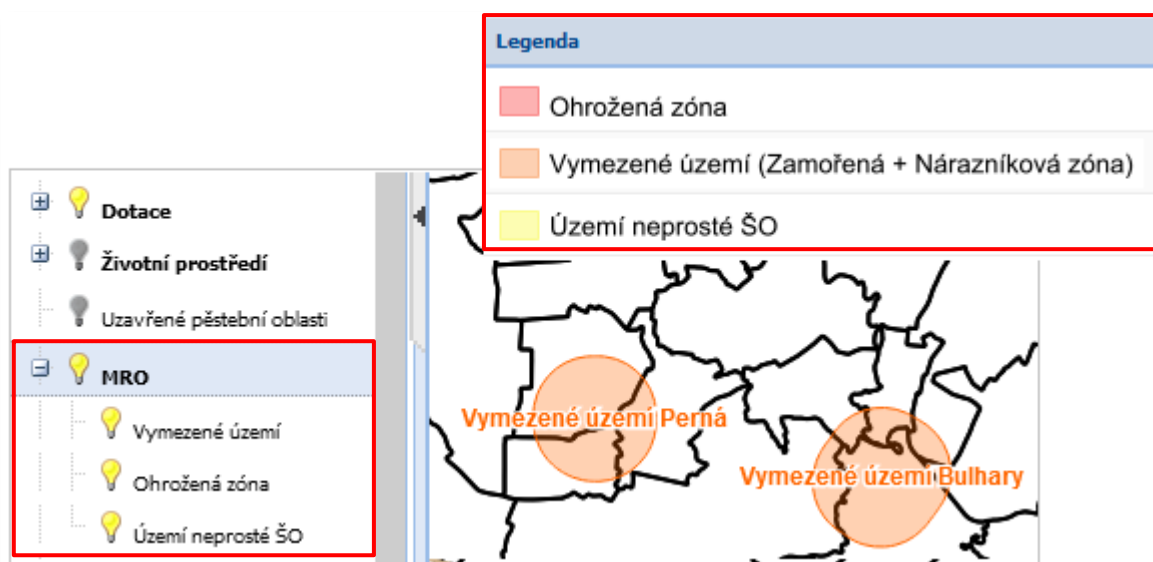 Legenda
Ohrožená zóna
Vymezené území (Zamořená + Nárazníková zóna)
Území neprosté ŠO
Dotace
Životní prostředí
Uzavřené pěstební oblasti
MRO
Vymezené území
Ohrožená zóna
Území neprosté ŠO
Vymezené území Perná
Vymezené území Bulhary